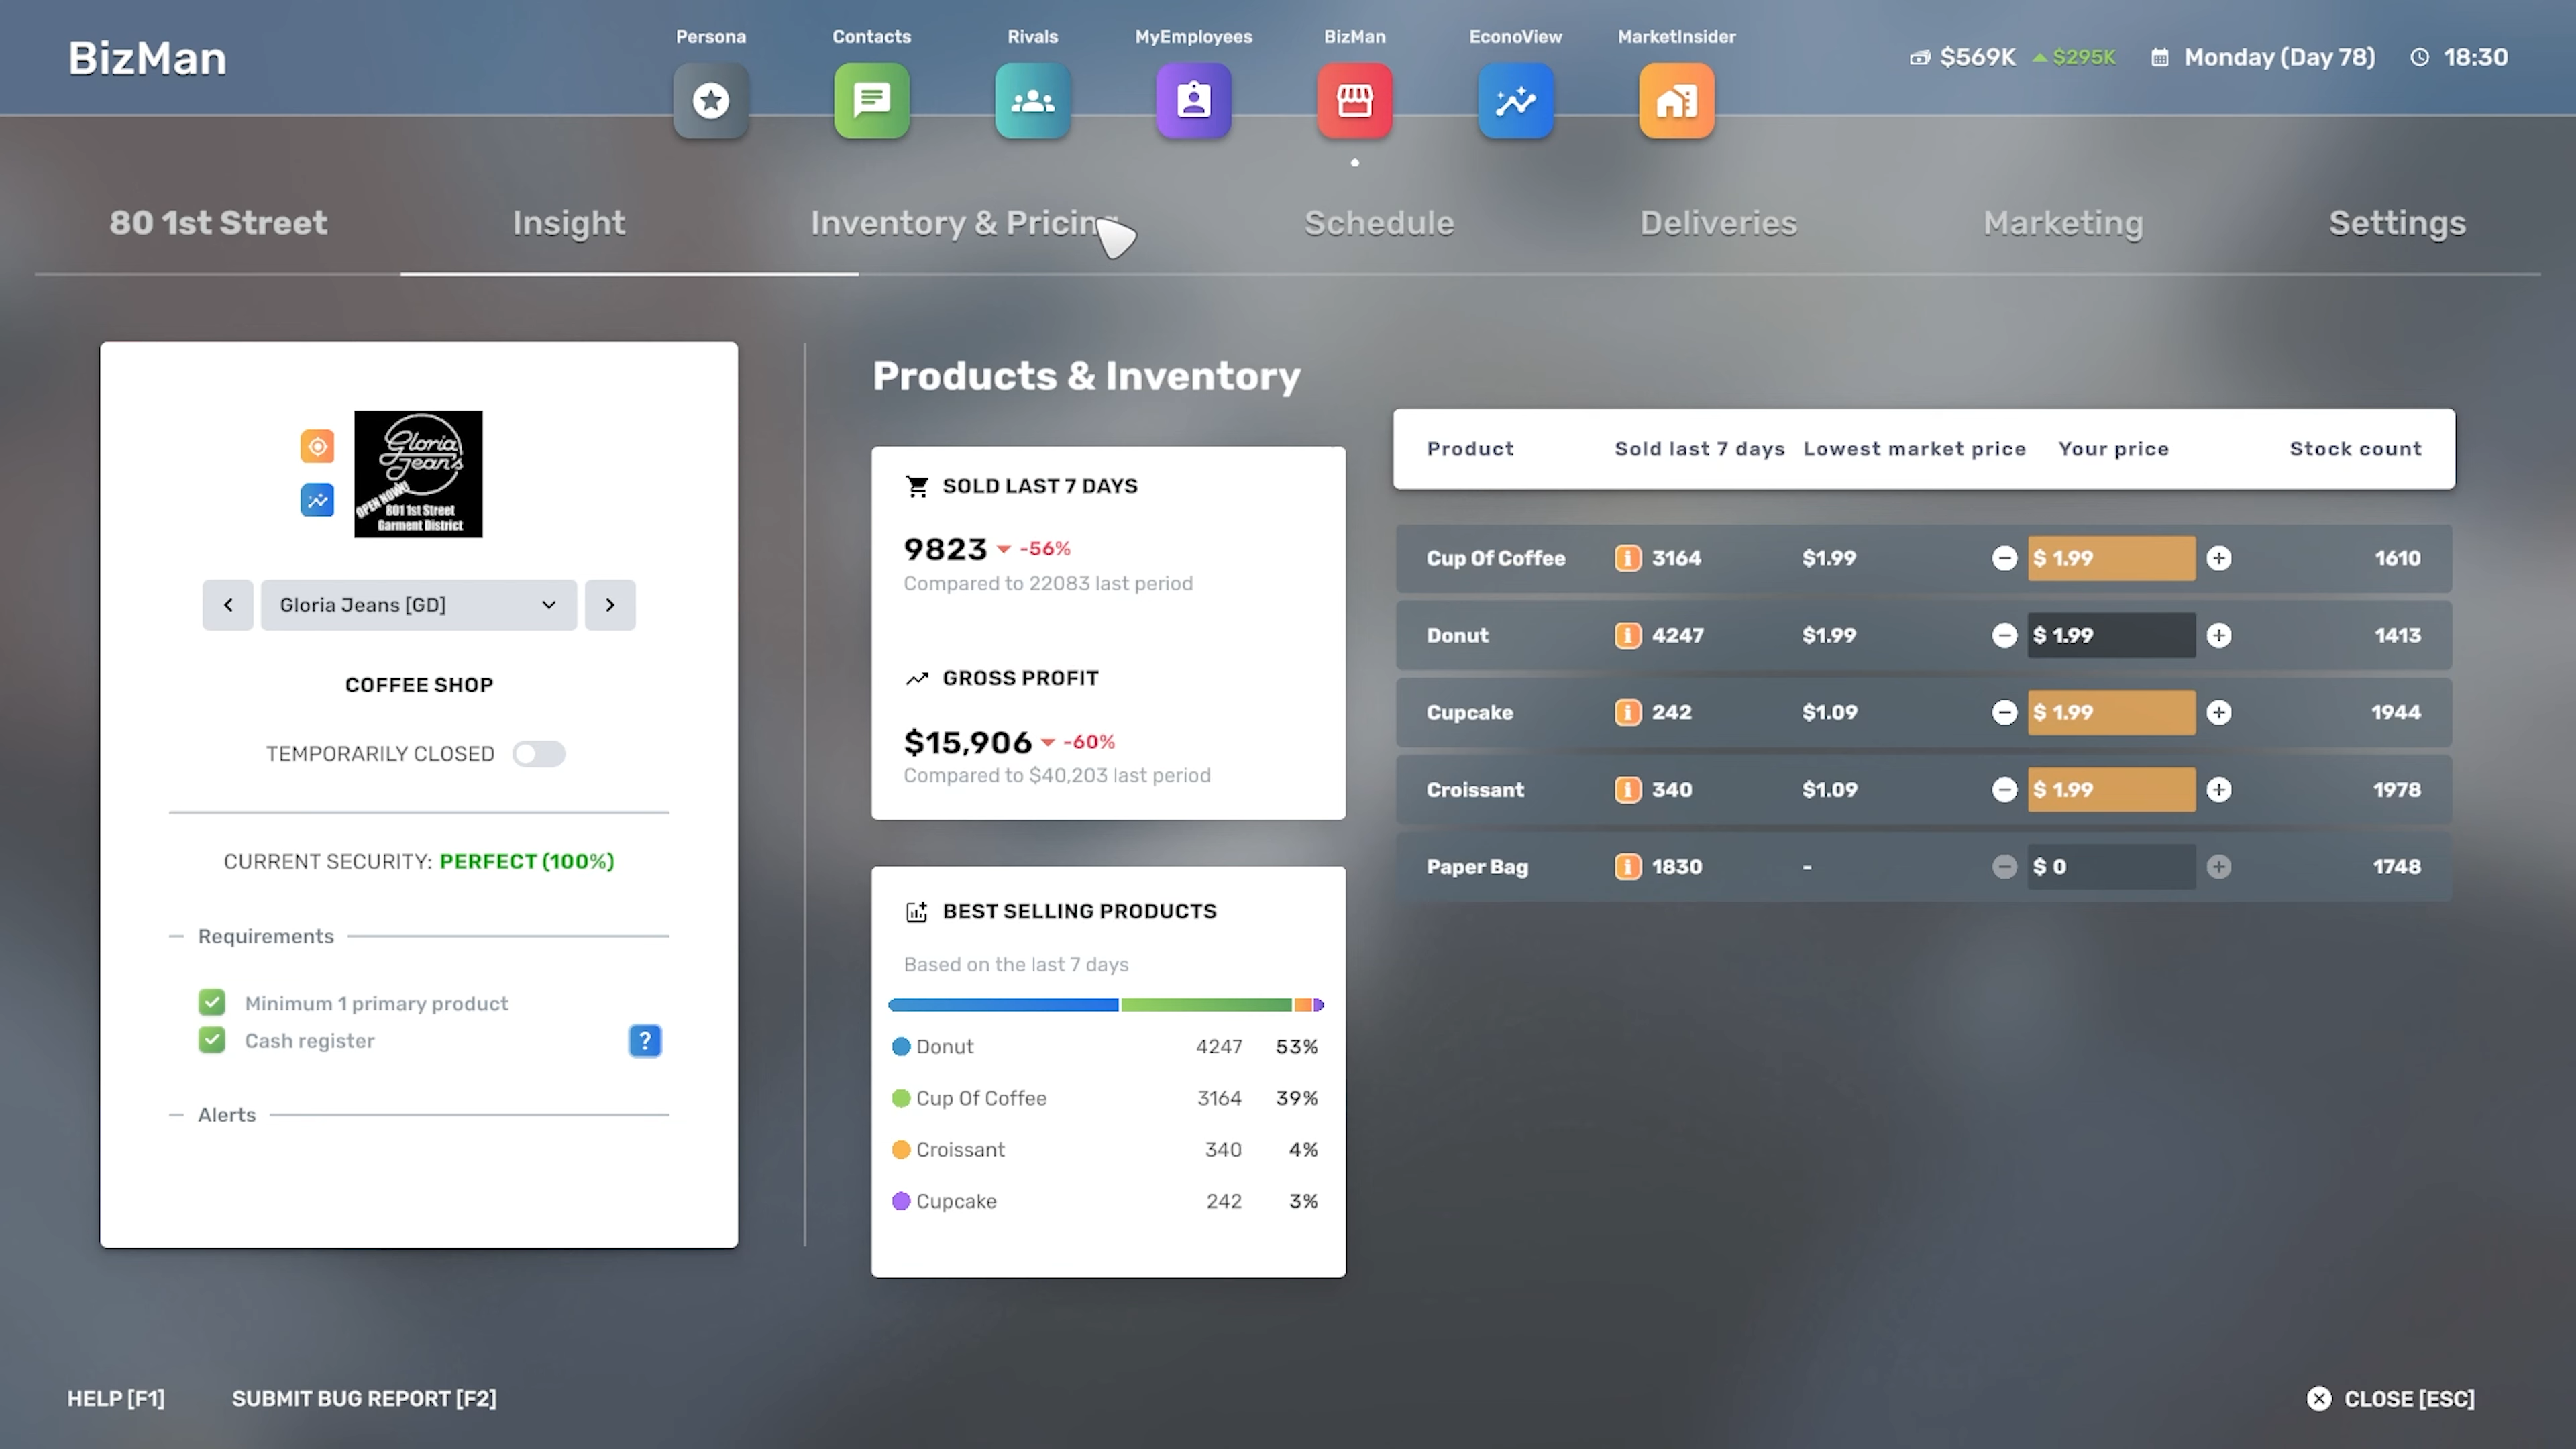 BizMan
Persona
Contacts
Rivals
MyEmployees
BizMan
EconoView
MarketInsider
$569K
$295K
Monday (Day 78)
18:30
80 1st Street
Insight
Inventory & Pricing
Schedule
Deliveries
Marketing
Settings
Gloria
Jean's
OPEN NOW!
801 1st Street
Garment District
Gloria Jeans [GD]
COFFEE SHOP
TEMPORARILY CLOSED
CURRENT SECURITY: PERFECT (100%)
Requirements
Minimum 1 primary product
Cash register
?
Alerts
Products & Inventory
SOLD LAST 7 DAYS
9823 -56%
Compared to 22083 last period
GROSS PROFIT
$15,906 -60%
Compared to $40,203 last period
BEST SELLING PRODUCTS
Based on the last 7 days
Donut 4247 53%
Cup Of Coffee 3164 39%
Croissant 340 4%
Cupcake 242 3%
Product Sold last 7 days Lowest market price Your price Stock count
Cup Of Coffee 3164 $1.99 $ 1.99 1610
Donut 4247 $1.99 $ 1.99 1413
Cupcake 242 $1.09 $ 1.99 1944
Croissant 340 $1.09 $ 1.99 1978
Paper Bag 1830 - $ 0 1748
HELP [F1]
SUBMIT BUG REPORT [F2]
CLOSE [ESC]